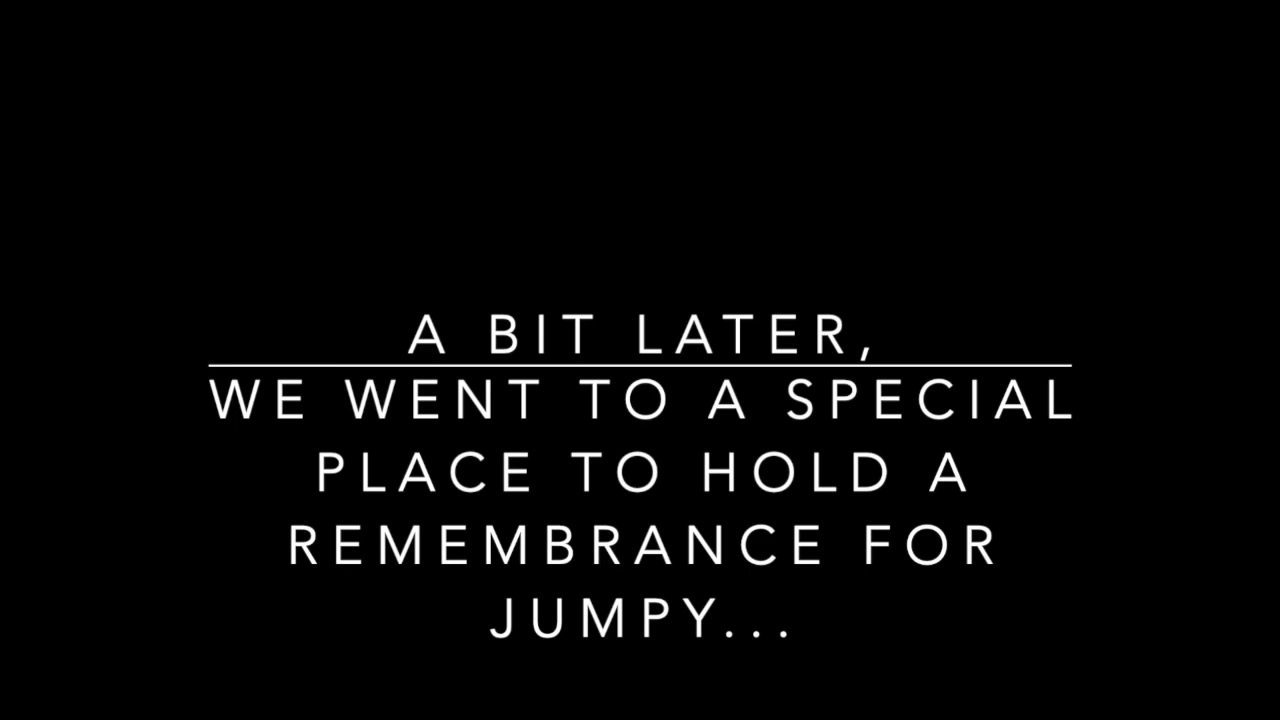 A BIT LATER,
WE WENT TO A SPECIAL
PLACE TO HOLD A
REMEMBRANCE FOR
JUMPY...